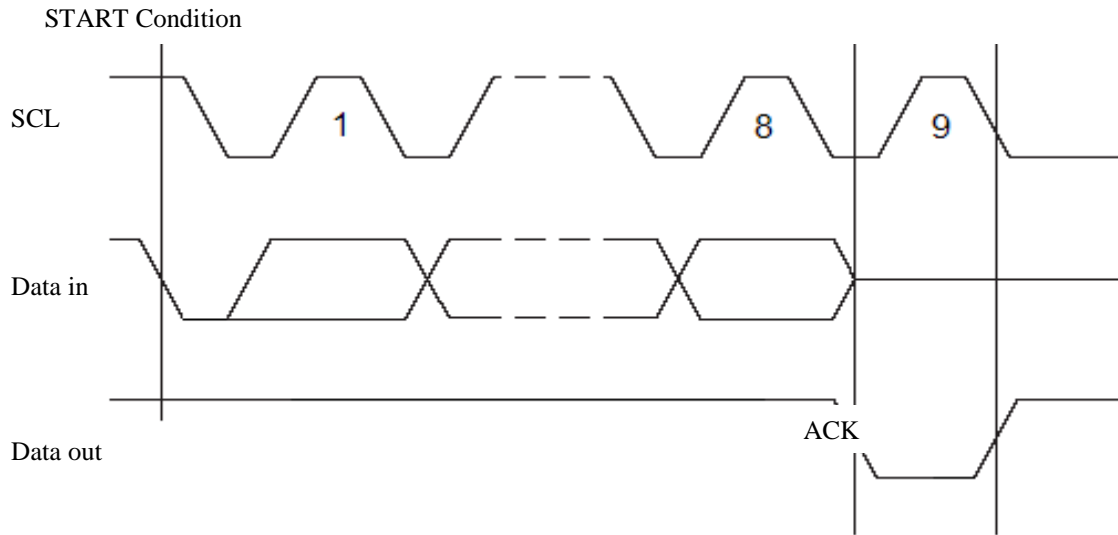 START Condition
SCL
1
8
9
Data in
ACK
Data out